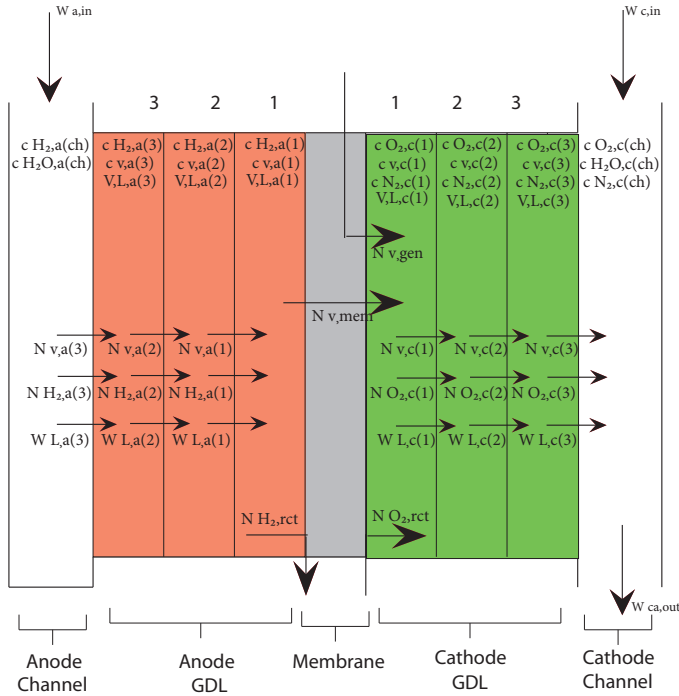 W a,in
W c,in
3 2 1 1 2 3
c H₂,a(ch)
c H₂O,a(ch)
c H₂,a(3)
c v,a(3)
V,L,a(3)
c H₂,a(2)
c v,a(2)
V,L,a(2)
c H₂,a(1)
c v,a(1)
V,L,a(1)
c O₂,c(1)
c v,c(1)
c N₂,c(1)
V,L,c(1)
c O₂,c(2)
c v,c(2)
c N₂,c(2)
V,L,c(2)
c O₂,c(3)
c v,c(3)
c N₂,c(3)
V,L,c(3)
c O₂,c(ch)
c H₂O,c(ch)
c N₂,c(ch)
N v,gen
N v,mem
N v,a(3) N v,a(2) N v,a(1) N v,c(1) N v,c(2) N v,c(3)
N H₂,a(3) N H₂,a(2) N H₂,a(1) N O₂,c(1) N O₂,c(2) N O₂,c(3)
W L,a(3) W L,a(2) W L,a(1) W L,c(1) W L,c(2) W L,c(3)
N H₂,rct
N O₂,rct
W ca,out
Anode
Channel
Anode
GDL
Membrane
Cathode
GDL
Cathode
Channel